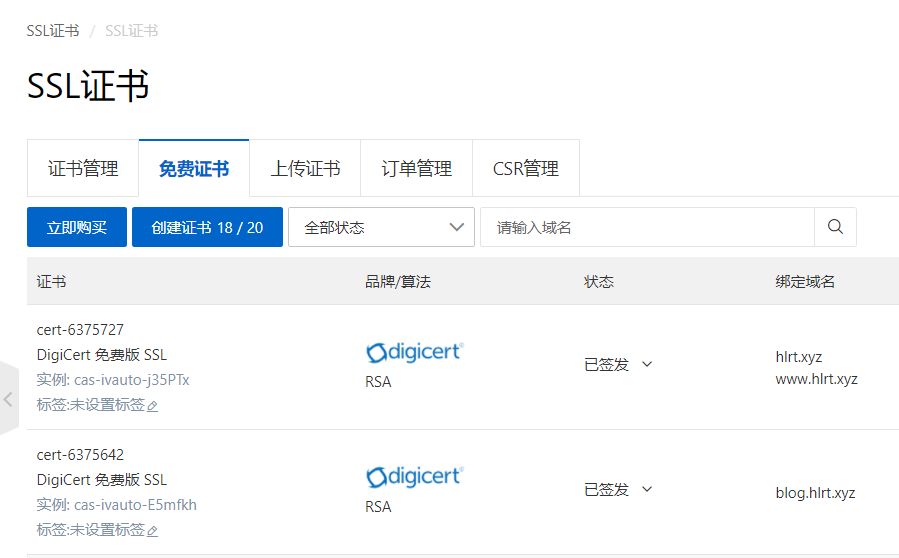 SSL证书 / SSL证书
SSL证书
证书管理 免费证书 上传证书 订单管理 CSR管理
立即购买 创建证书 18 / 20 全部状态 请输入域名
证书 品牌/算法 状态 绑定域名
cert-6375727
DigiCert 免费版 SSL
实例: cas-ivauto-j35PTx
标签:未设置标签
digicert®
RSA
已签发
hlrt.xyz
www.hlrt.xyz
cert-6375642
DigiCert 免费版 SSL
实例: cas-ivauto-E5mfkh
标签:未设置标签
digicert®
RSA
已签发
blog.hlrt.xyz